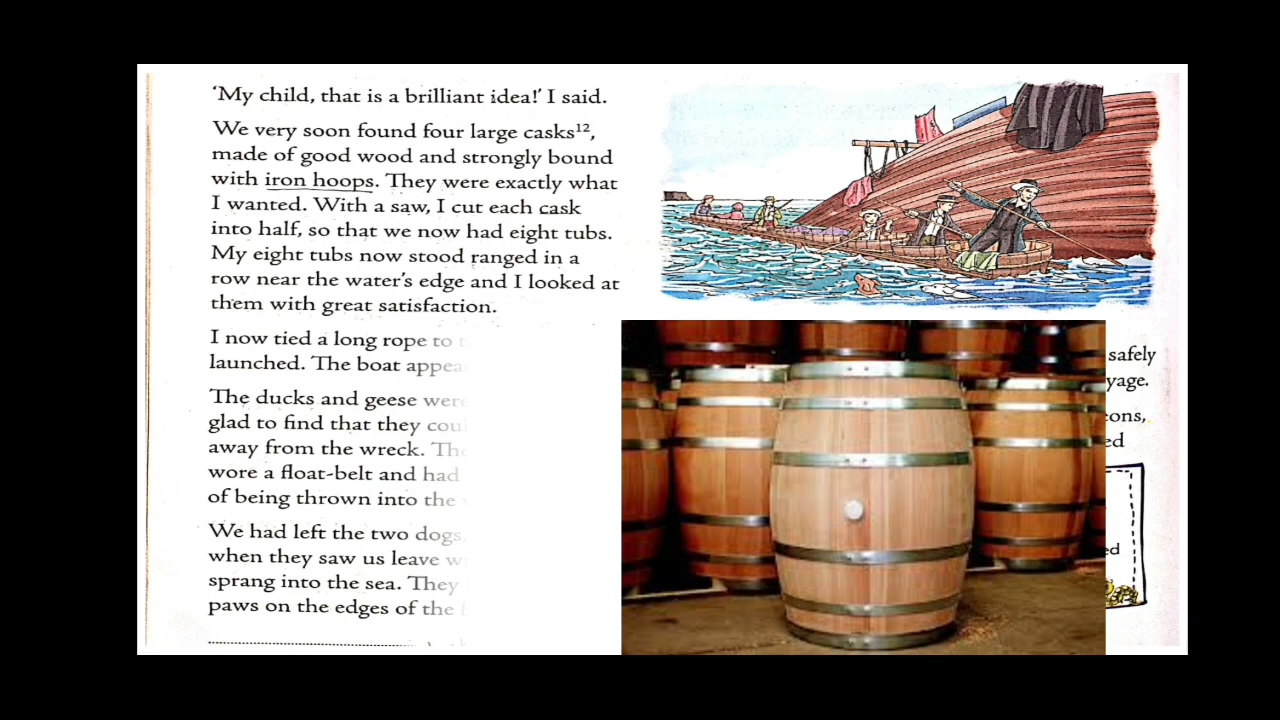 ‘My child, that is a brilliant idea!’ I said.
We very soon found four large casks¹²,
made of good wood and strongly bound
with iron hoops. They were exactly what
I wanted. With a saw, I cut each cask
into half, so that we now had eight tubs.
My eight tubs now stood ranged in a
row near the water’s edge and I looked at
them with great satisfaction.
I now tied a long rope to
launched. The boat appea
The ducks and geese were
glad to find that they coul
away from the wreck. The
wore a float-belt and had
of being thrown into the
We had left the two dogs,
when they saw us leave w
sprang into the sea. They
paws on the edges of the
safely
yage.
ons,
ed
ed